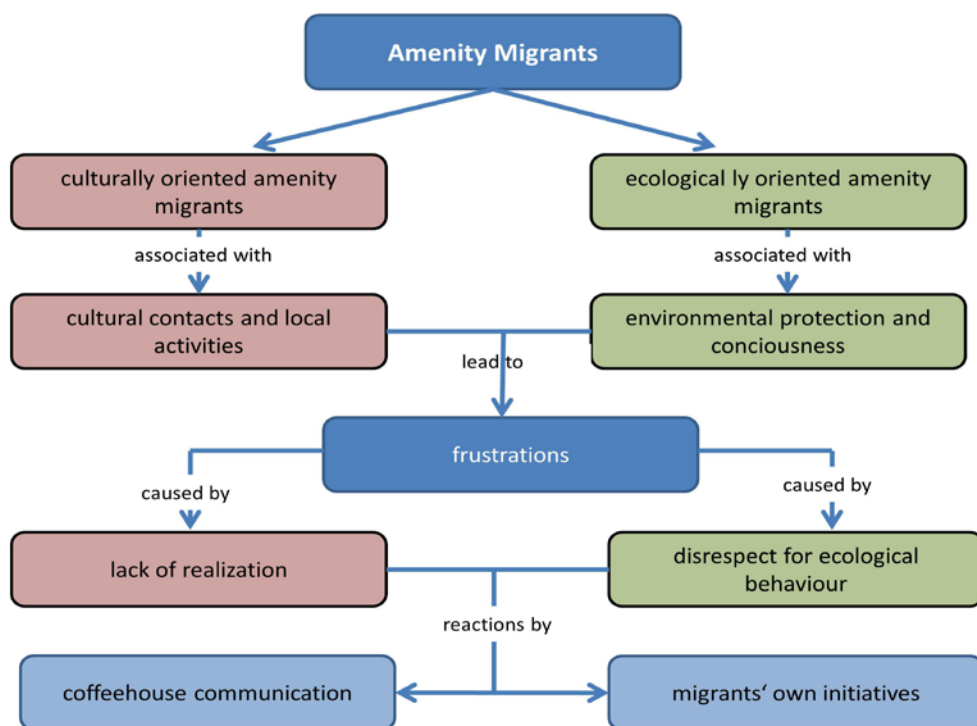 Amenity Migrants
culturally oriented amenity
migrants
ecological ly oriented amenity
migrants
associated with
associated with
cultural contacts and local
activities
environmental protection and
conciousness
lead to
frustrations
caused by
caused by
lack of realization
disrespect for ecological
behaviour
reactions by
coffeehouse communication
migrants‘ own initiatives